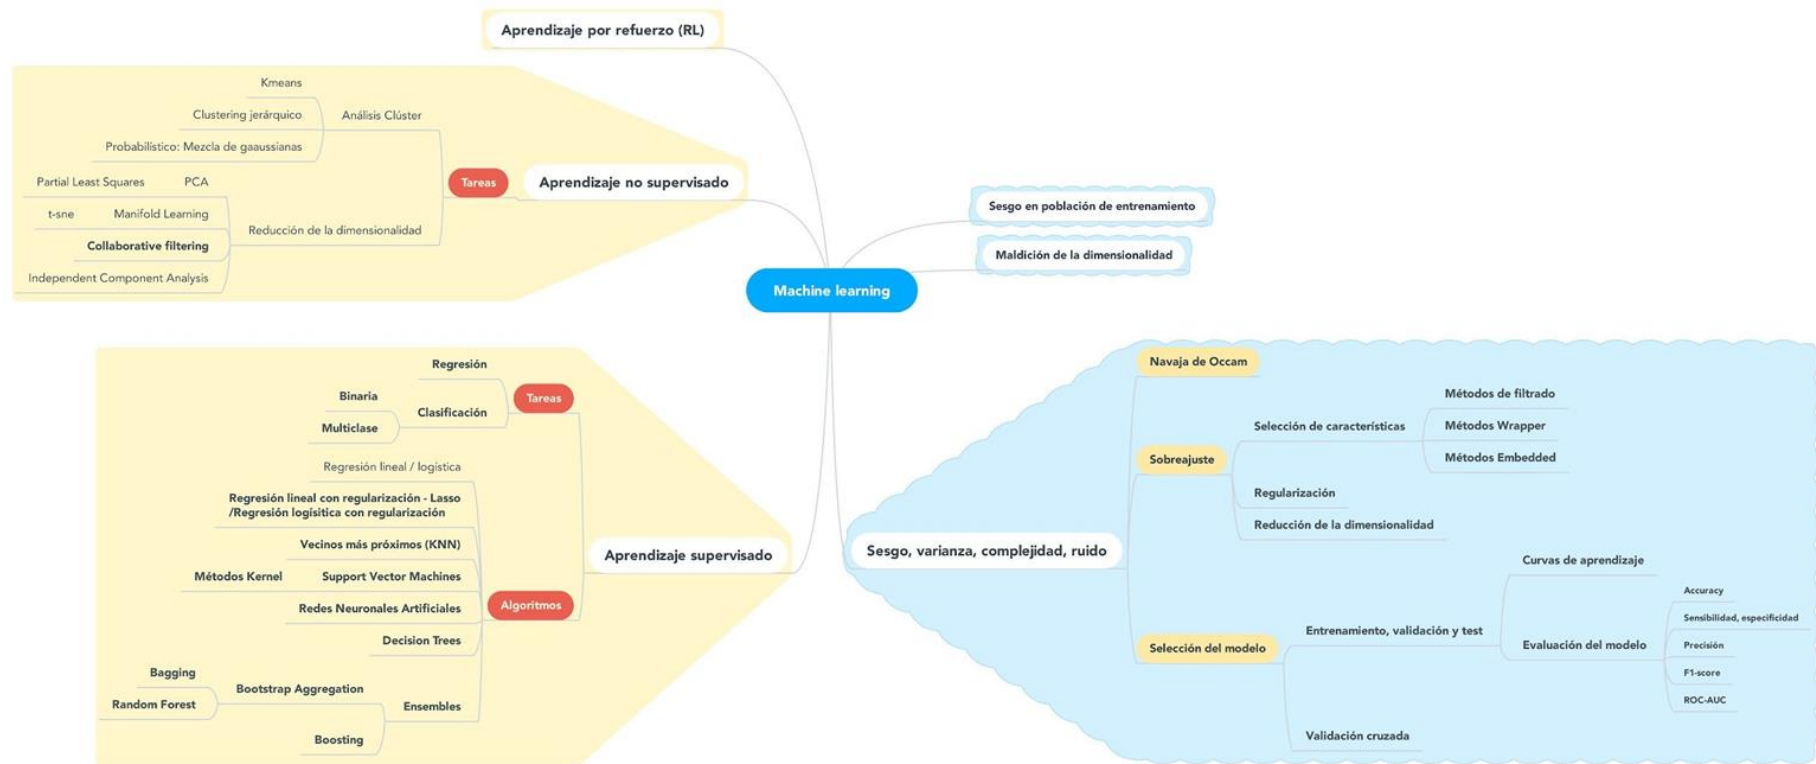 Aprendizaje por refuerzo (RL)
Kmeans
Clustering jerárquico
Análisis Clúster
Probabilístico: Mezcla de gaaussianas
Partial Least Squares
PCA
Tareas
Aprendizaje no supervisado
t-sne
Manifold Learning
Reducción de la dimensionalidad
Collaborative filtering
Independent Component Analysis
Sesgo en población de entrenamiento
Maldición de la dimensionalidad
Machine learning
Regresión
Tareas
Binaria
Clasificación
Multiclase
Regresión lineal / logística
Regresión lineal con regularización - Lasso
/Regresión logísitica con regularización
Vecinos más próximos (KNN)
Aprendizaje supervisado
Métodos Kernel
Support Vector Machines
Redes Neuronales Artificiales
Algoritmos
Decision Trees
Bagging
Bootstrap Aggregation
Random Forest
Ensembles
Boosting
Navaja de Occam
Métodos de filtrado
Selección de características
Métodos Wrapper
Sobreajuste
Métodos Embedded
Regularización
Reducción de la dimensionalidad
Sesgo, varianza, complejidad, ruido
Curvas de aprendizaje
Accuracy
Sensibilidad, especificidad
Entrenamiento, validación y test
Selección del modelo
Evaluación del modelo
Precisión
F1-score
ROC-AUC
Validación cruzada